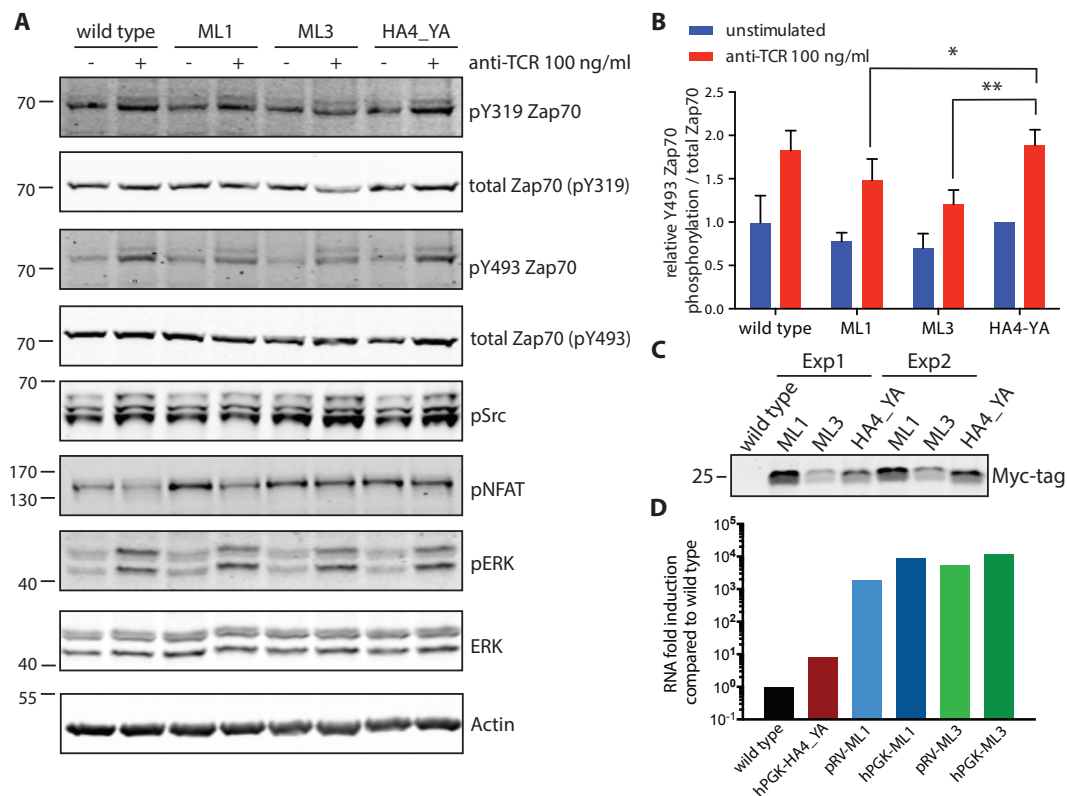 A
wild type ML1 ML3 HA4_YA
- + - + - + - + anti-TCR 100 ng/ml
70 pY319 Zap70
70 total Zap70 (pY319)
70 pY493 Zap70
70 total Zap70 (pY493)
70 pSrc
170 pNFAT
130
pERK
40
ERK
40
55
Actin
B
unstimulated
anti-TCR 100 ng/ml
*
**
relative Y493 Zap70
phosphorylation / total Zap70
2.5
2.0
1.5
1.0
0.5
0.0
wild type ML1 ML3 HA4-YA
C
Exp1 Exp2
wild type ML1 ML3 HA4_YA ML1 ML3 HA4_YA
25 Myc-tag
D
RNA fold induction
compared to wild type
10^5
10^4
10^3
10^2
10^1
10^0
10^-1
wild type hPGK-HA4_YA pRV-ML1 hPGK-ML1 pRV-ML3 hPGK-ML3